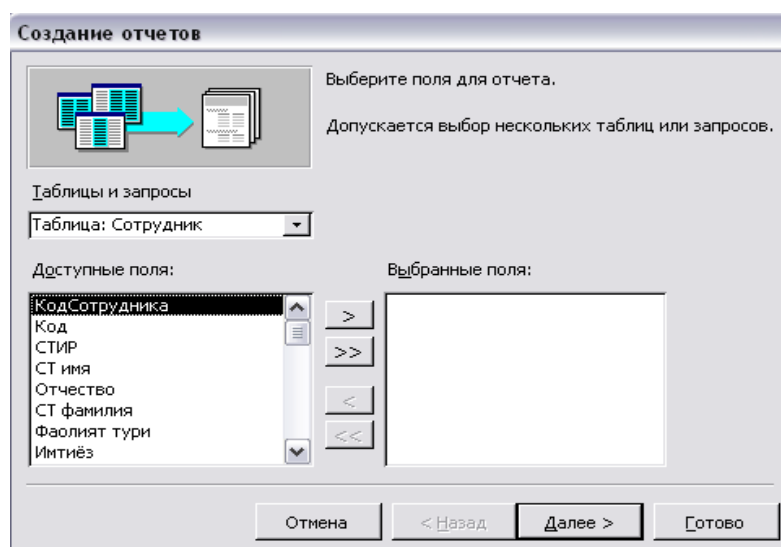 Создание отчетов
Выберите поля для отчета.
Допускается выбор нескольких таблиц или запросов.
Таблицы и запросы
Таблица: Сотрудник
Доступные поля:
Выбранные поля:
КодСотрудника
Код
СТИР
СТ имя
Отчество
СТ фамилия
Фаолият тури
Имтиёз
>
>>
<
<<
Отмена
< Назад
Далее >
Готово